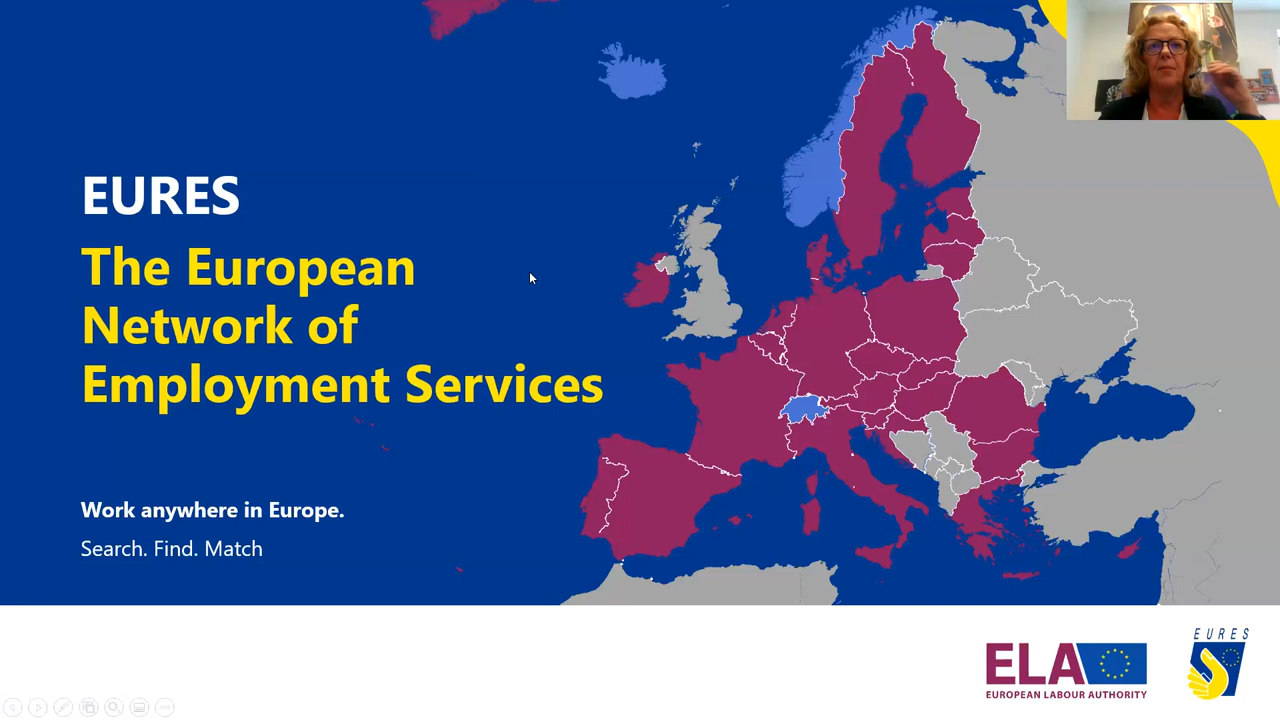 EURES
The European
Network of
Employment Services
Work anywhere in Europe.
Search. Find. Match
ELA
EUROPEAN LABOUR AUTHORITY
EURES